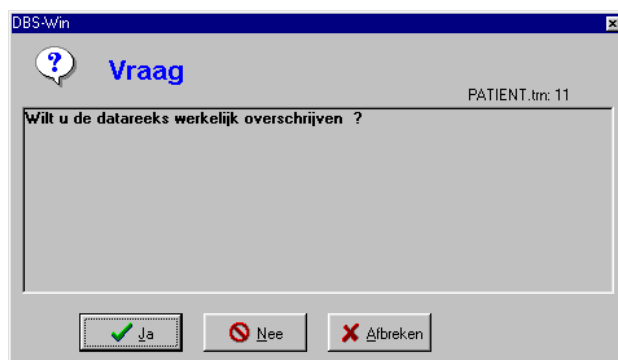 DBS-Win
Vraag
PATIENT.trn: 11
Wilt u de datareeks werkelijk overschrijven ?
Ja
Nee
Afbreken